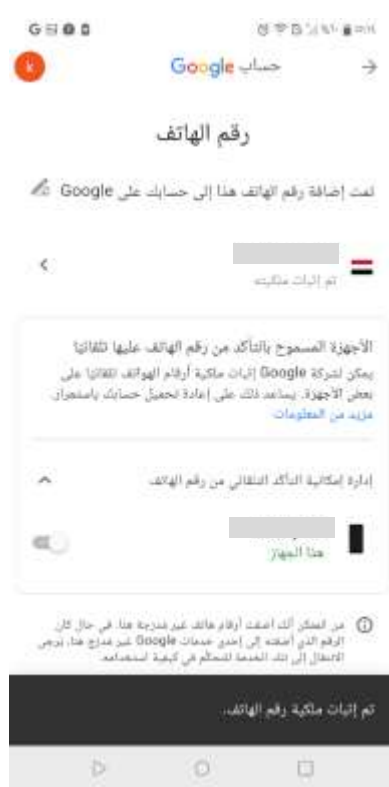 حساب Google
k
رقم الهاتف
تمت إضافة رقم الهاتف هذا إلى حسابك على Google
تم إثبات ملكيته
الأجهزة المسموح بالتأكد من رقم الهاتف عليها تلقائيًا
يمكن لشركة Google إثبات ملكية أرقام الهواتف تلقائيًا على
بعض الأجهزة. يساعد ذلك على إعادة تحميل حسابك باستمرار.
مزيد من المعلومات
إدارة إمكانية التأكد التلقائي من رقم الهاتف
هذا الجهاز
من الممكن أنك أضفت أرقام هاتف غير مدرجة هنا. في حال كان
الرقم الذي أضفته إلى إحدى خدمات Google غير مدرج هنا، يُرجى
الانتقال إلى تلك الخدمة للتحكّم في كيفية استخدامه.
تم إثبات ملكية رقم الهاتف.